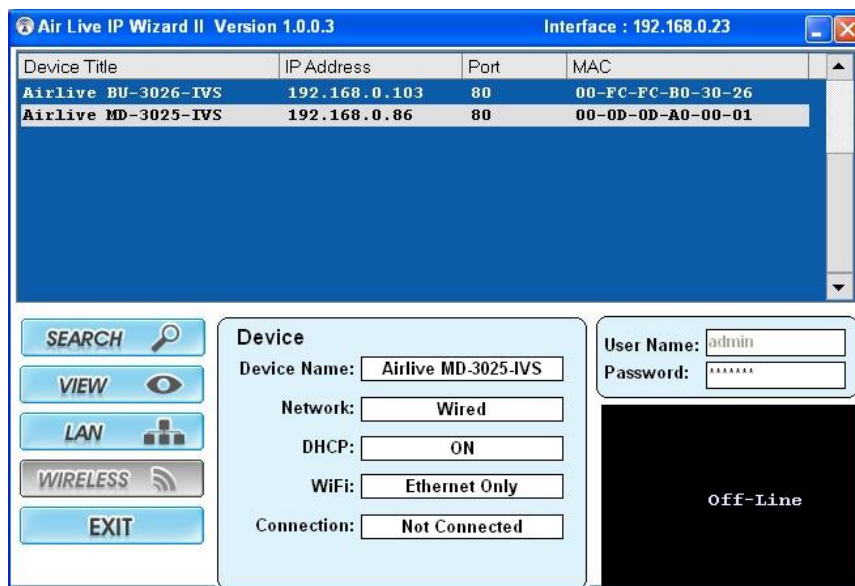 Air Live IP Wizard II Version 1.0.0.3 Interface : 192.168.0.23
Device Title IP Address Port MAC
Airlive BU-3026-IVS 192.168.0.103 80 00-FC-FC-B0-30-26
Airlive MD-3025-IVS 192.168.0.86 80 00-0D-0D-A0-00-01
SEARCH
VIEW
LAN
WIRELESS
EXIT
Device
Device Name: Airlive MD-3025-IVS
Network: Wired
DHCP: ON
WiFi: Ethernet Only
Connection: Not Connected
User Name: admin
Password: *******
Off-Line